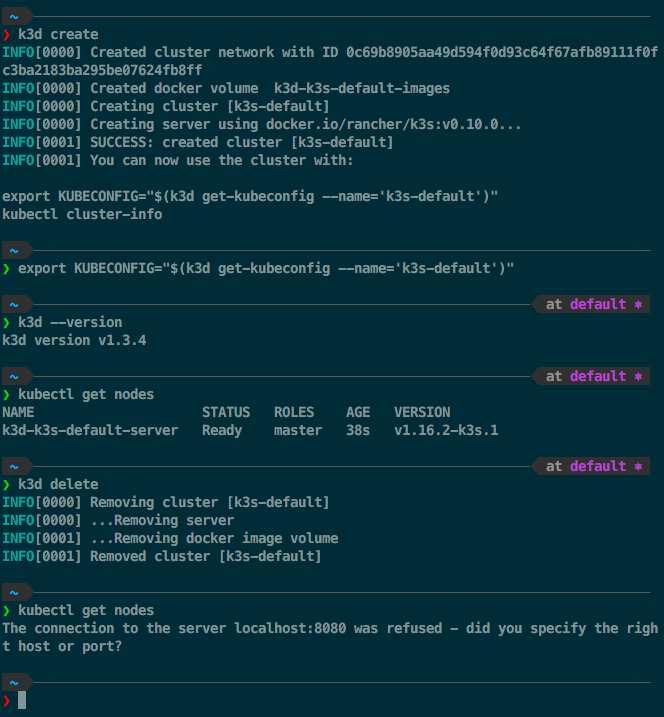 ~
❯ k3d create
INFO[0000] Created cluster network with ID 0c69b8905aa49d594f0d93c64f67afb89111f0f
c3ba2183ba295be07624fb8ff
INFO[0000] Created docker volume  k3d-k3s-default-images
INFO[0000] Creating cluster [k3s-default]
INFO[0000] Creating server using docker.io/rancher/k3s:v0.10.0...
INFO[0001] SUCCESS: created cluster [k3s-default]
INFO[0001] You can now use the cluster with:
export KUBECONFIG="$(k3d get-kubeconfig --name='k3s-default')"
kubectl cluster-info
~
❯ export KUBECONFIG="$(k3d get-kubeconfig --name='k3s-default')"
~ at default ⎈
❯ k3d --version
k3d version v1.3.4
~ at default ⎈
❯ kubectl get nodes
NAME                     STATUS   ROLES    AGE   VERSION
k3d-k3s-default-server   Ready    master   38s   v1.16.2-k3s.1
~ at default ⎈
❯ k3d delete
INFO[0000] Removing cluster [k3s-default]
INFO[0000] ...Removing server
INFO[0001] ...Removing docker image volume
INFO[0001] Removed cluster [k3s-default]
~
❯ kubectl get nodes
The connection to the server localhost:8080 was refused - did you specify the righ
t host or port?
~
❯